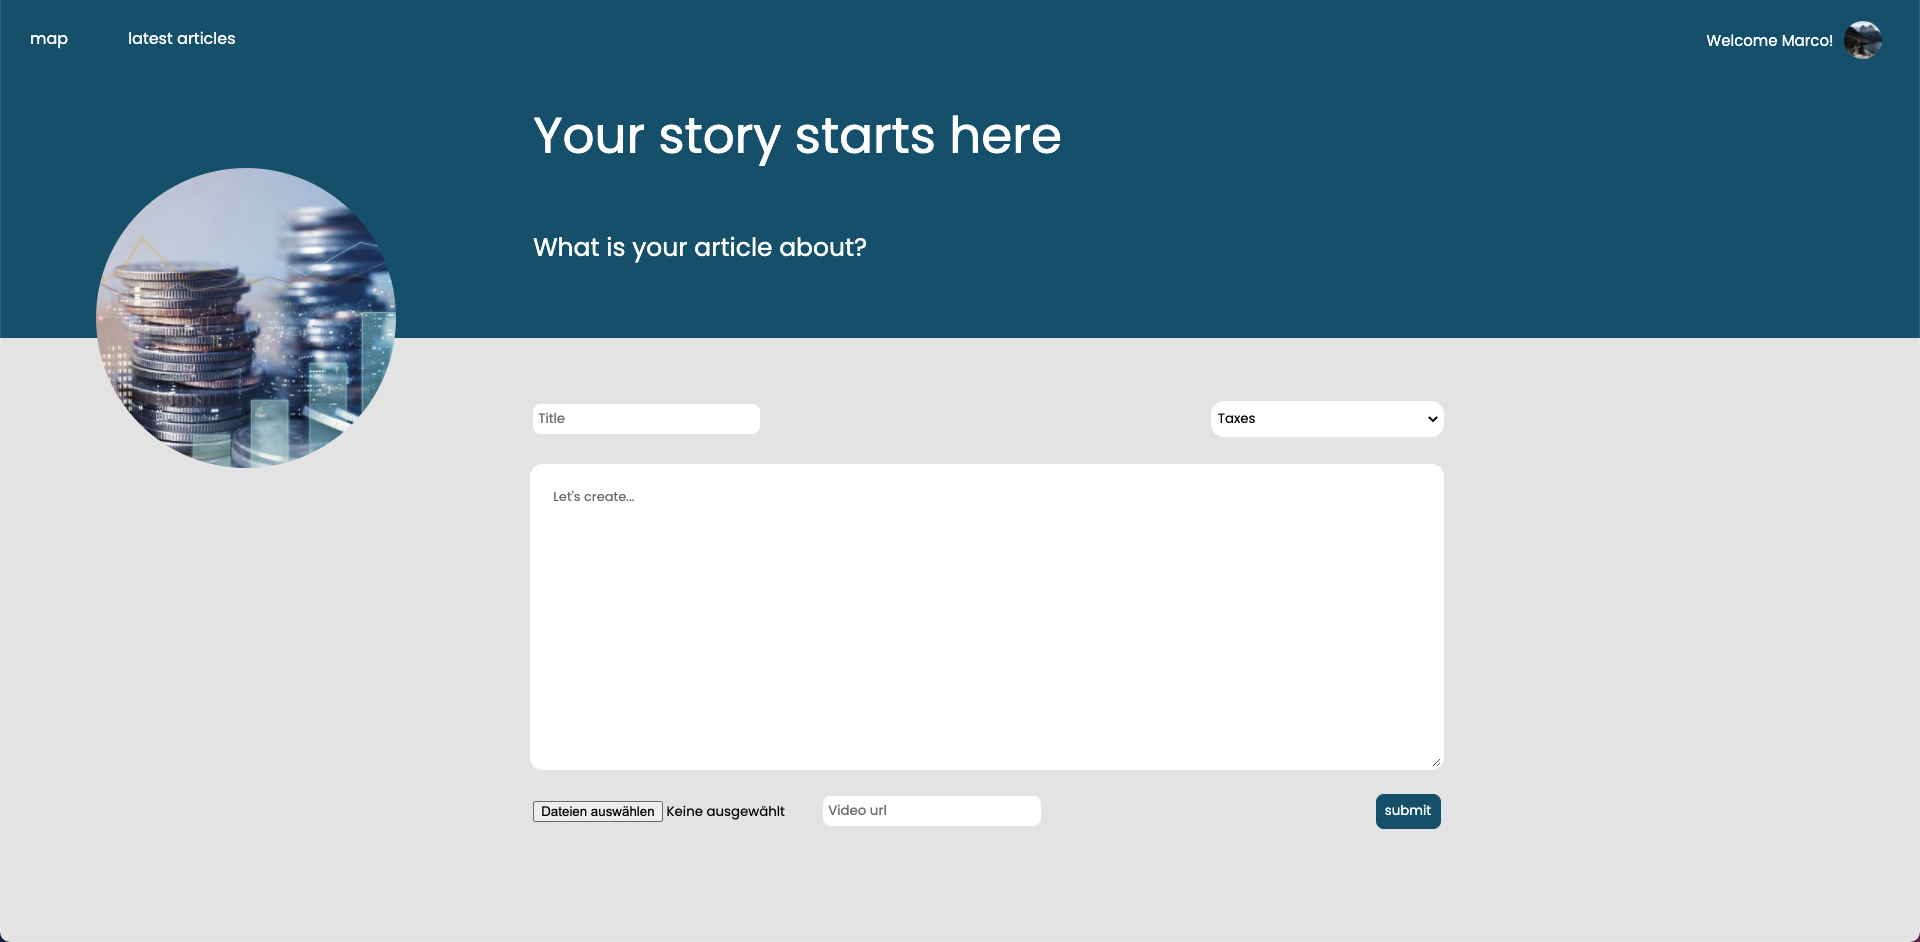 map
latest articles
Welcome Marco!
Your story starts here
What is your article about?
Title
Taxes
Let's create...
Dateien auswählen Keine ausgewählt
Video url
submit